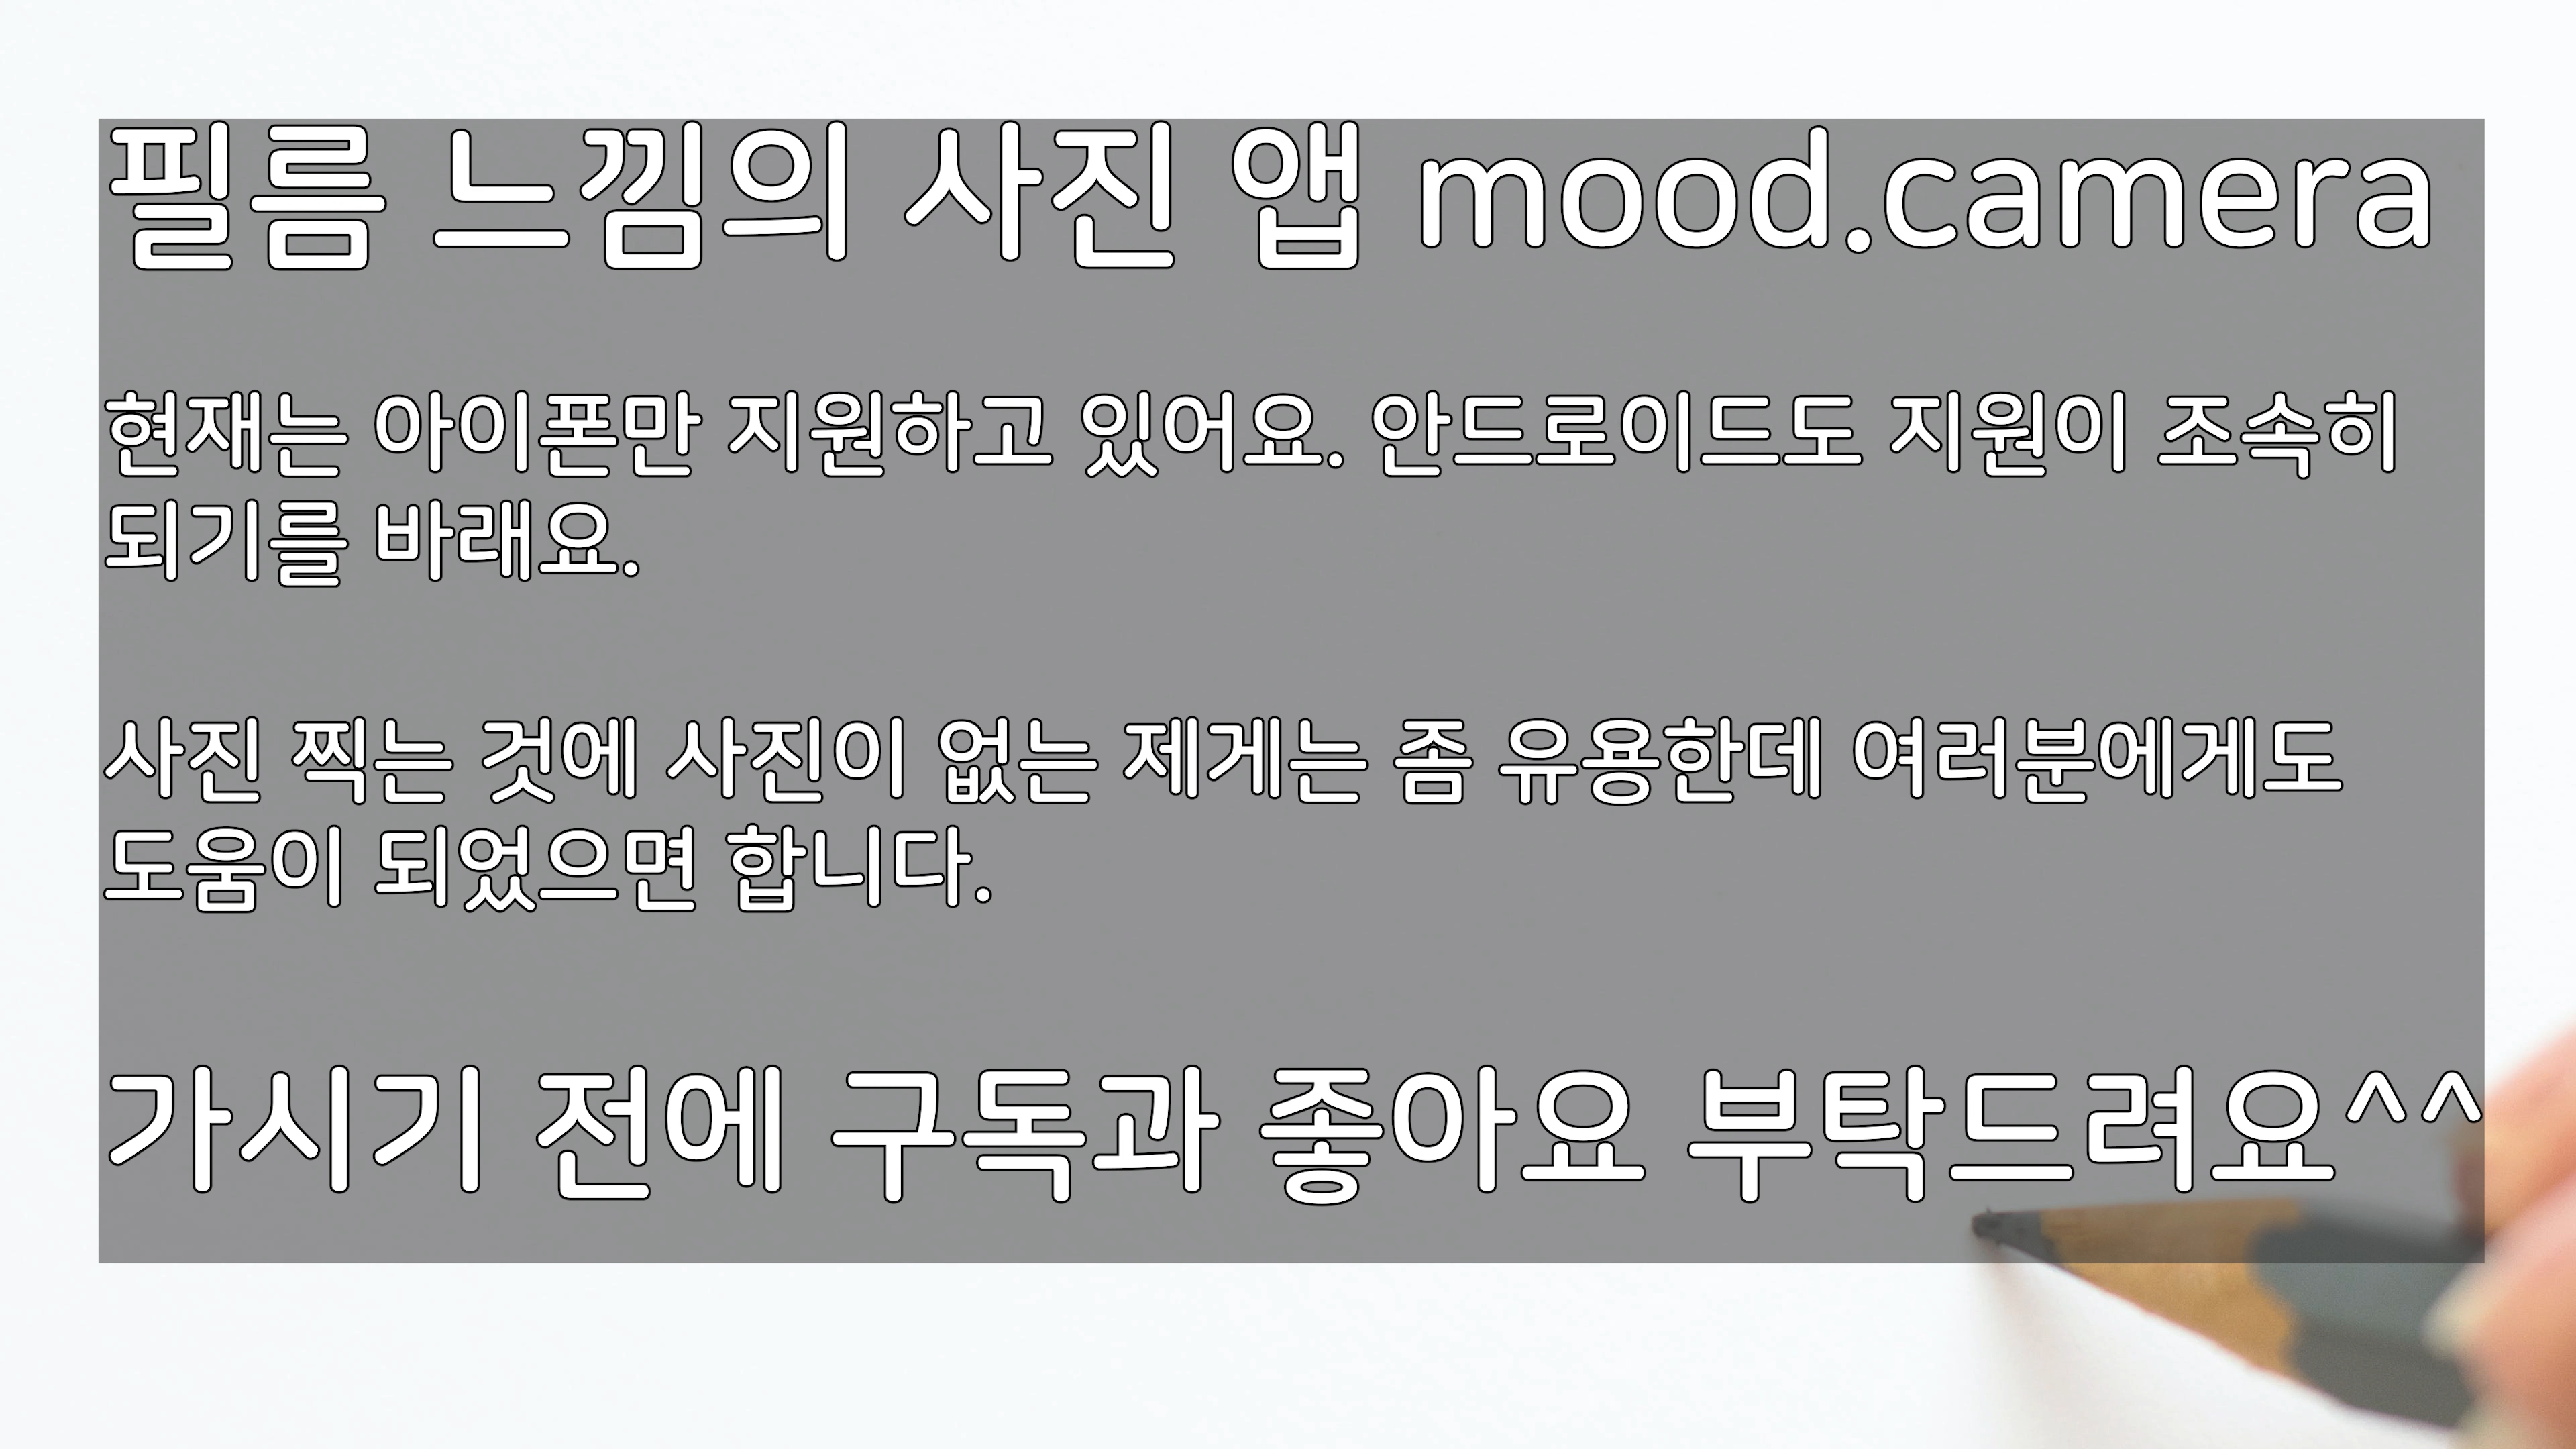 필름 느낌의 사진 앱 mood.camera
현재는 아이폰만 지원하고 있어요. 안드로이드도 지원이 조속히
되기를 바래요.
사진 찍는 것에 사진이 없는 제게는 좀 유용한데 여러분에게도
도움이 되었으면 합니다.
가시기 전에 구독과 좋아요 부탁드려요^^